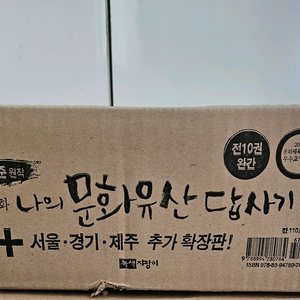 전10권
완간
준 원작
화 나의 문화유산 답사기
서울·경기·제주 추가 확장판!
녹색지팡이